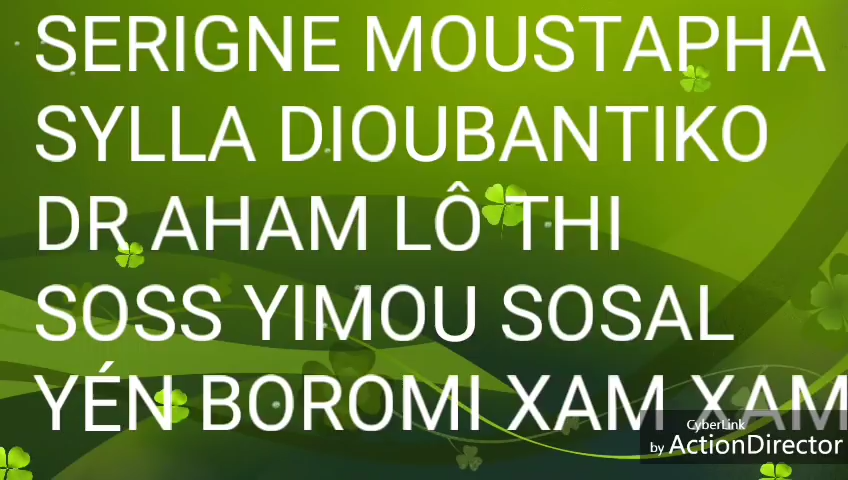 SERIGNE MOUSTAPHA
SYLLA DIOUBANTIKO
DR AHAM LÔ THI
SOSS YIMOU SOSAL
YÉN BOROMI XAM XAM
CyberLink
by ActionDirector